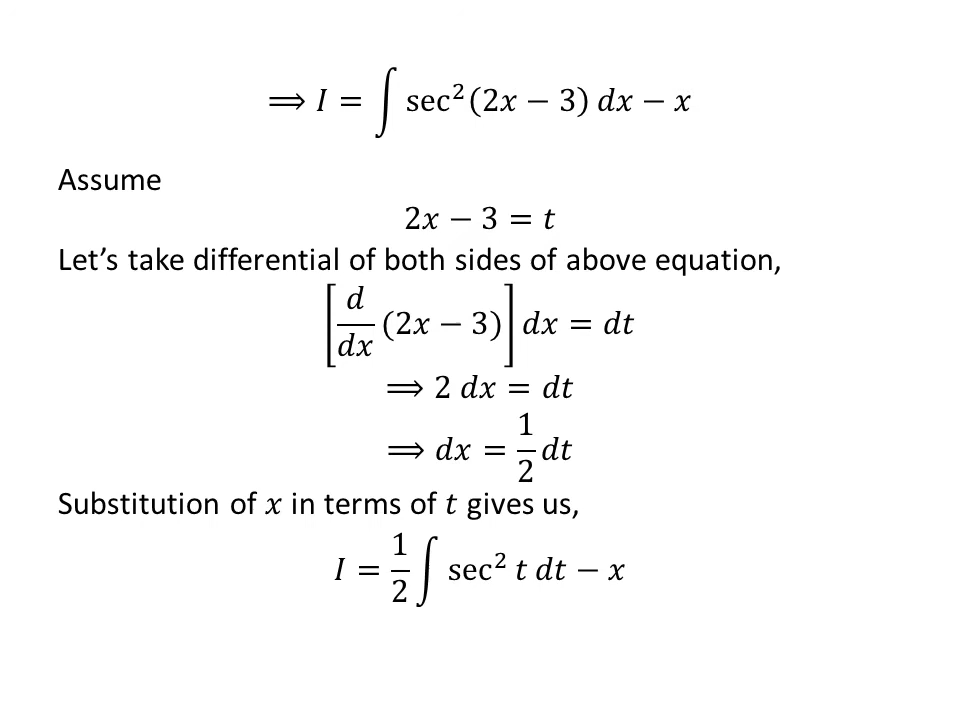 ⟹ I = ∫ sec²(2x − 3) dx − x
Assume
2x − 3 = t
Let’s take differential of both sides of above equation,
[d/dx (2x − 3)] dx = dt
⟹ 2 dx = dt
⟹ dx = 1/2 dt
Substitution of x in terms of t gives us,
I = 1/2 ∫ sec² t dt − x